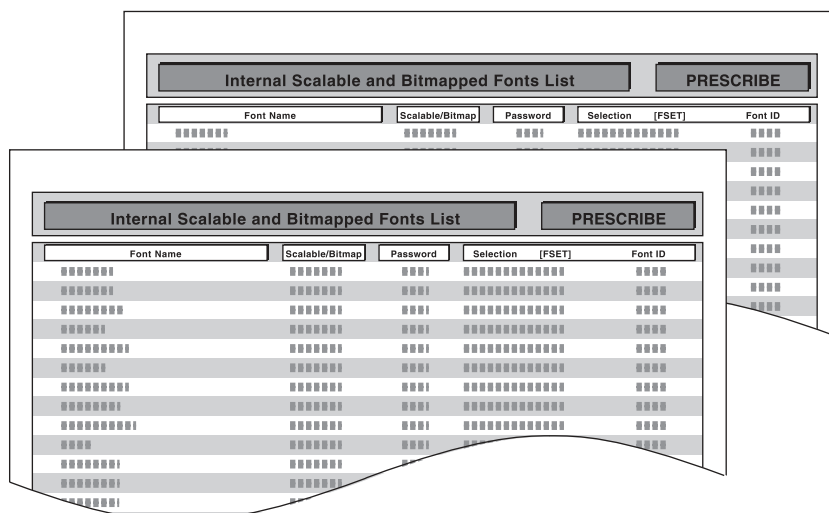 Internal Scalable and Bitmapped Fonts List PRESCRIBE
Font Name Scalable/Bitmap Password Selection [FSET] Font ID
Internal Scalable and Bitmapped Fonts List PRESCRIBE
Font Name Scalable/Bitmap Password Selection [FSET] Font ID